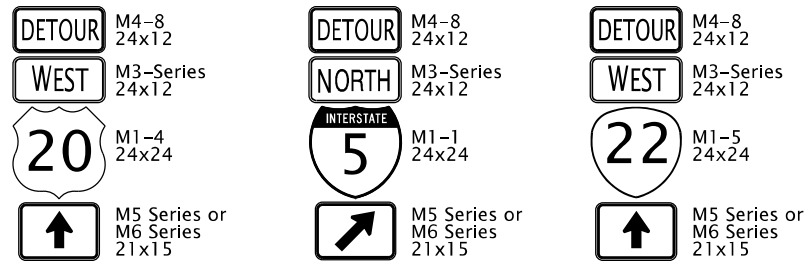 DETOUR M4-8
24x12
WEST M3-Series
24x12
20 M1-4
24x24
M5 Series or
M6 Series
21x15
DETOUR M4-8
24x12
NORTH M3-Series
24x12
INTERSTATE
5 M1-1
24x24
M5 Series or
M6 Series
21x15
DETOUR M4-8
24x12
WEST M3-Series
24x12
22 M1-5
24x24
M5 Series or
M6 Series
21x15